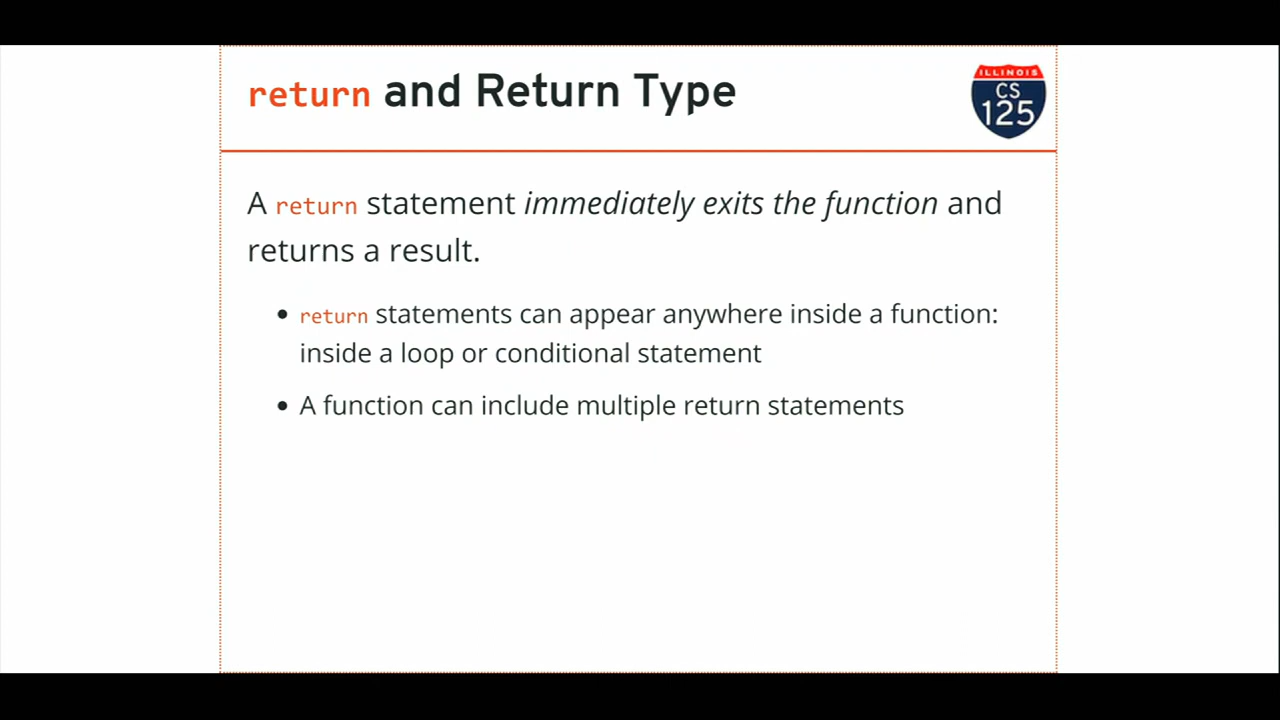 return and Return Type
ILLINOIS
CS
125
A return statement immediately exits the function and
returns a result.
• return statements can appear anywhere inside a function:
inside a loop or conditional statement
• A function can include multiple return statements